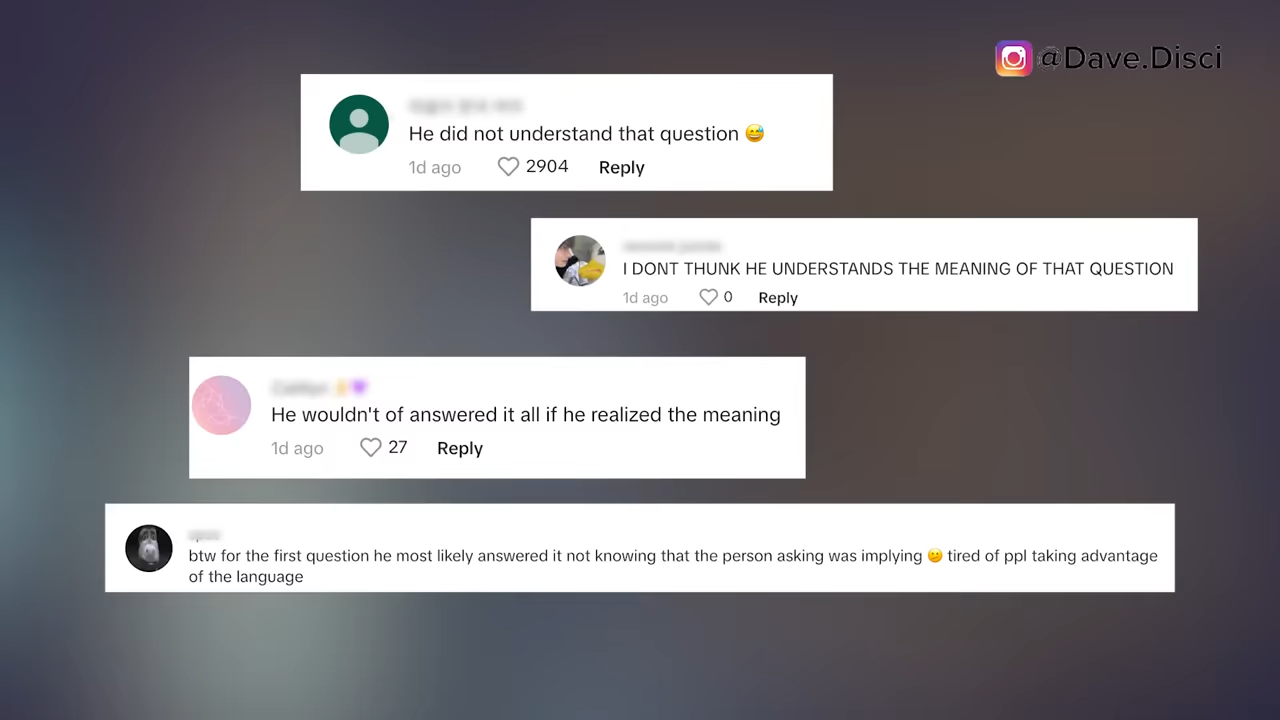 @Dave.Disci
He did not understand that question 😅
1d ago 2904 Reply
I DONT THUNK HE UNDERSTANDS THE MEANING OF THAT QUESTION
1d ago 0 Reply
He wouldn't of answered it all if he realized the meaning
1d ago 27 Reply
btw for the first question he most likely answered it not knowing that the person asking was implying 🫤 tired of ppl taking advantage
of the language